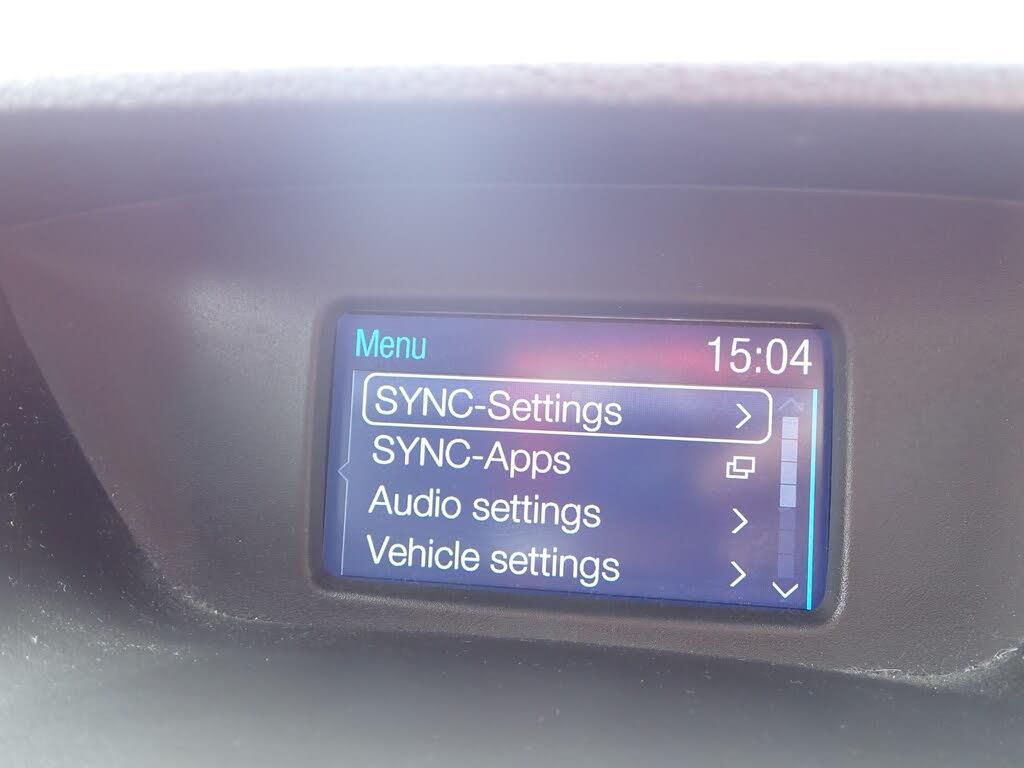 Menu 15:04
SYNC-Settings
SYNC-Apps
Audio settings
Vehicle settings